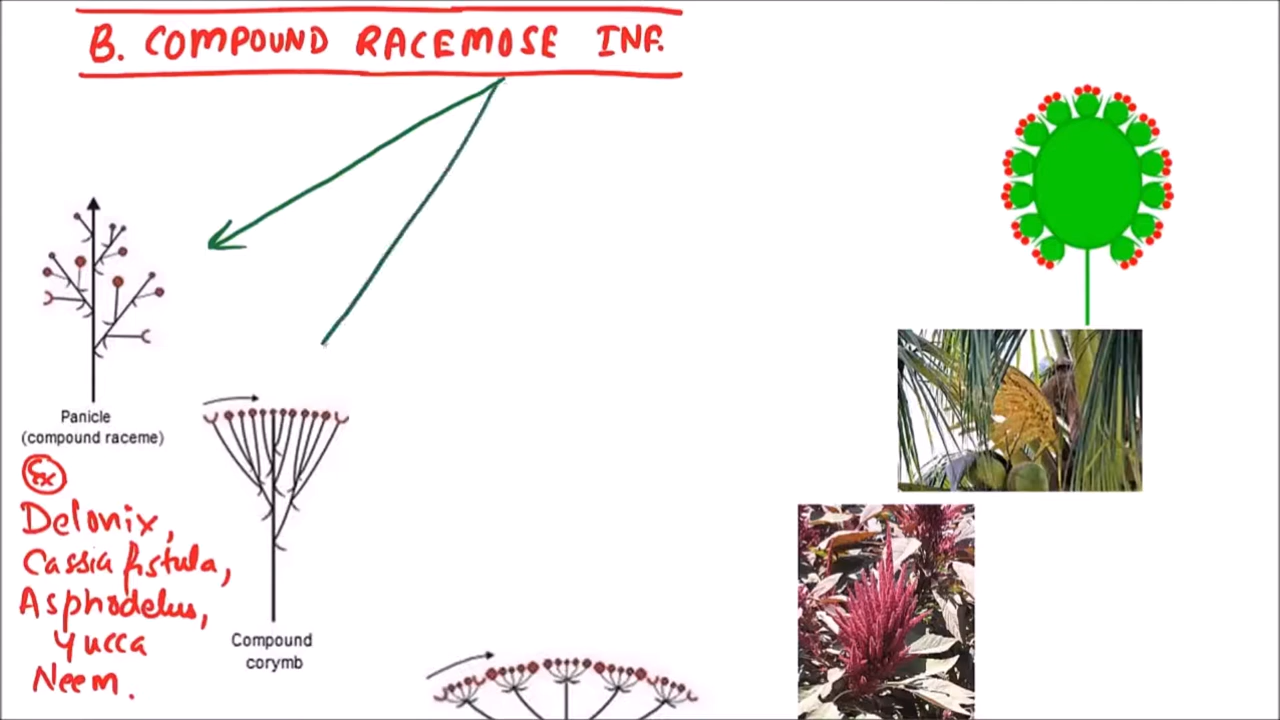 B. COMPOUND RACEMOSE INF.
Panicle
(compound raceme)
Ex
Delonix,
Cassia fistula,
Asphodelus,
Yucca
Neem.
Compound
corymb